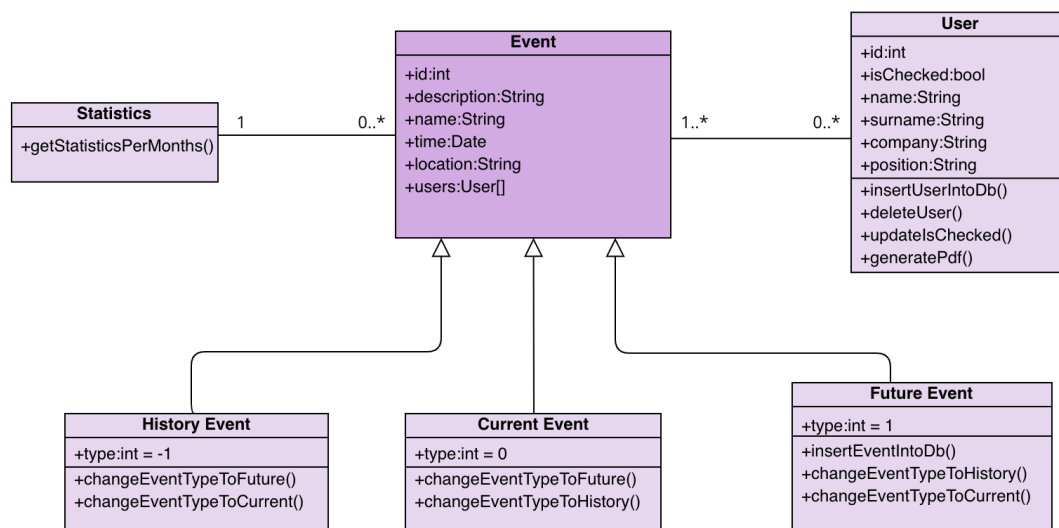 Statistics
+getStatisticsPerMonths()
1
0..*
Event
+id:int
+description:String
+name:String
+time:Date
+location:String
+users:User[]
1..*
0..*
User
+id:int
+isChecked:bool
+name:String
+surname:String
+company:String
+position:String
+insertUserIntoDb()
+deleteUser()
+updateIsChecked()
+generatePdf()
History Event
+type:int = -1
+changeEventTypeToFuture()
+changeEventTypeToCurrent()
Current Event
+type:int = 0
+changeEventTypeToFuture()
+changeEventTypeToHistory()
Future Event
+type:int = 1
+insertEventIntoDb()
+changeEventTypeToHistory()
+changeEventTypeToCurrent()